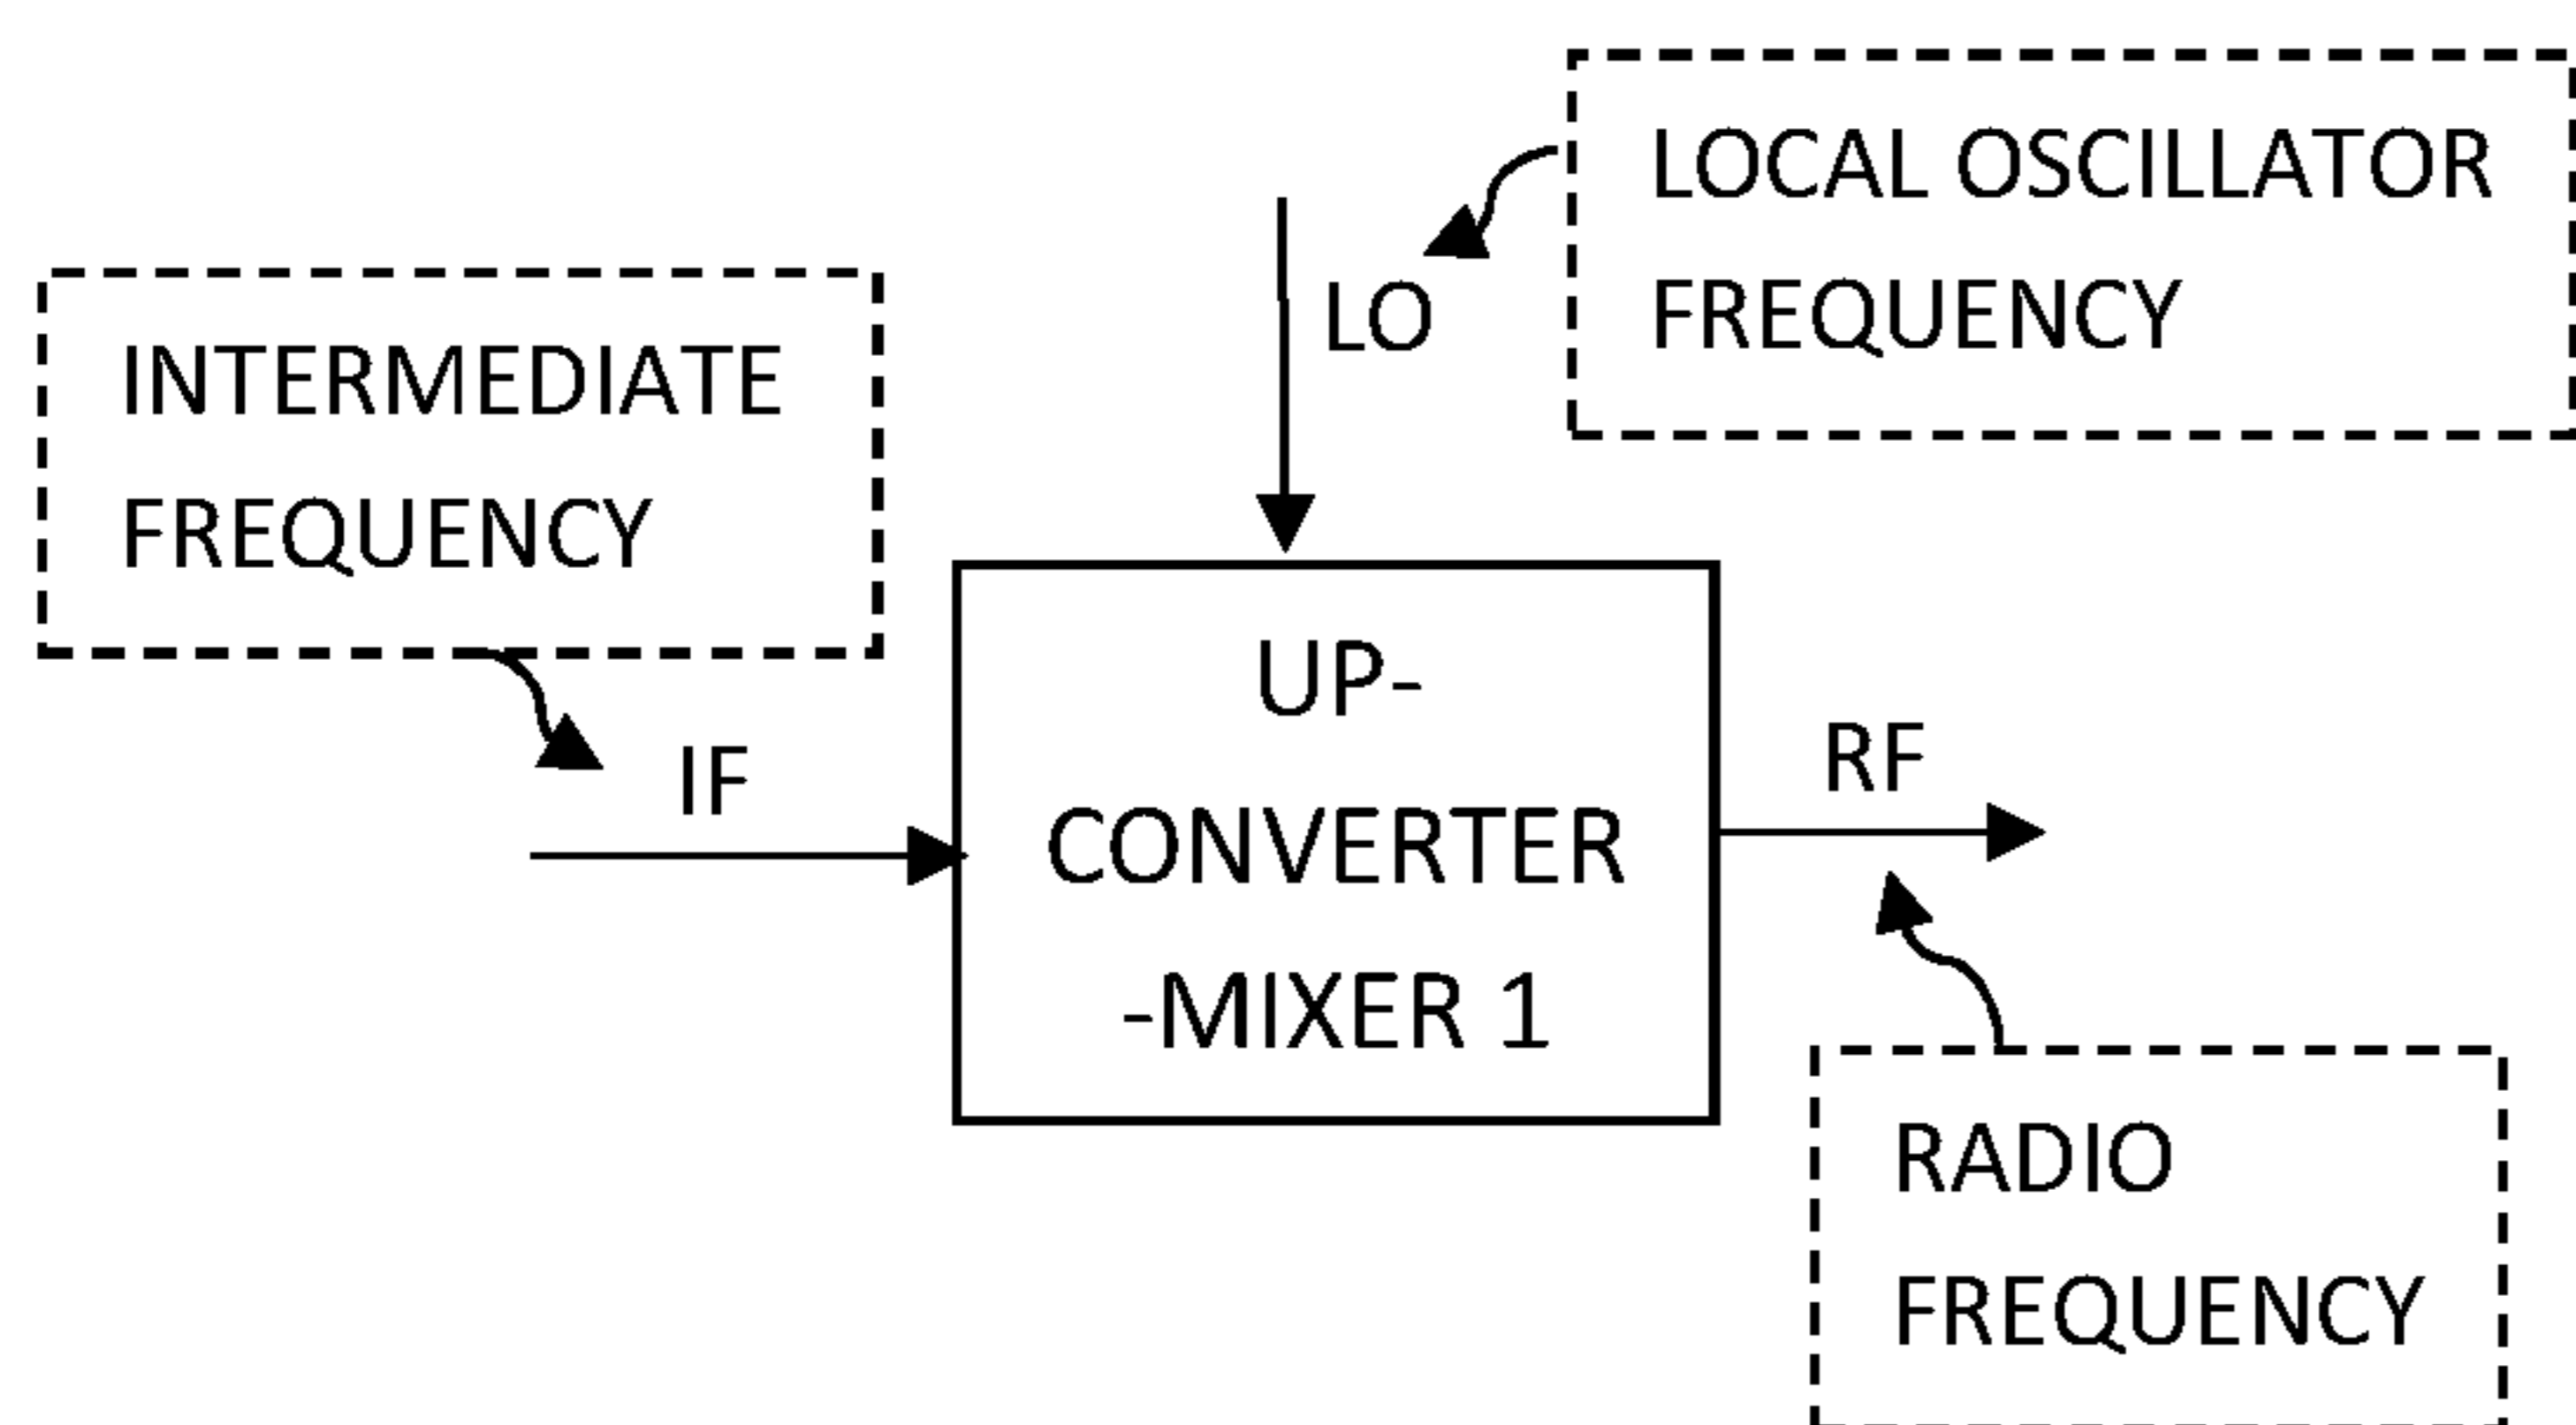 LOCAL OSCILLATOR
FREQUENCY
LO
INTERMEDIATE
FREQUENCY
IF
UP-
CONVERTER
-MIXER 1
RF
RADIO
FREQUENCY